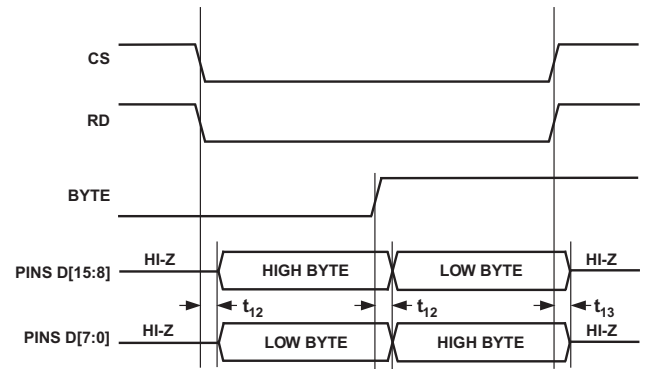 CS
RD
BYTE
PINS D[15:8] HI-Z HIGH BYTE LOW BYTE HI-Z
t12 t12 t13
PINS D[7:0] HI-Z LOW BYTE HIGH BYTE HI-Z